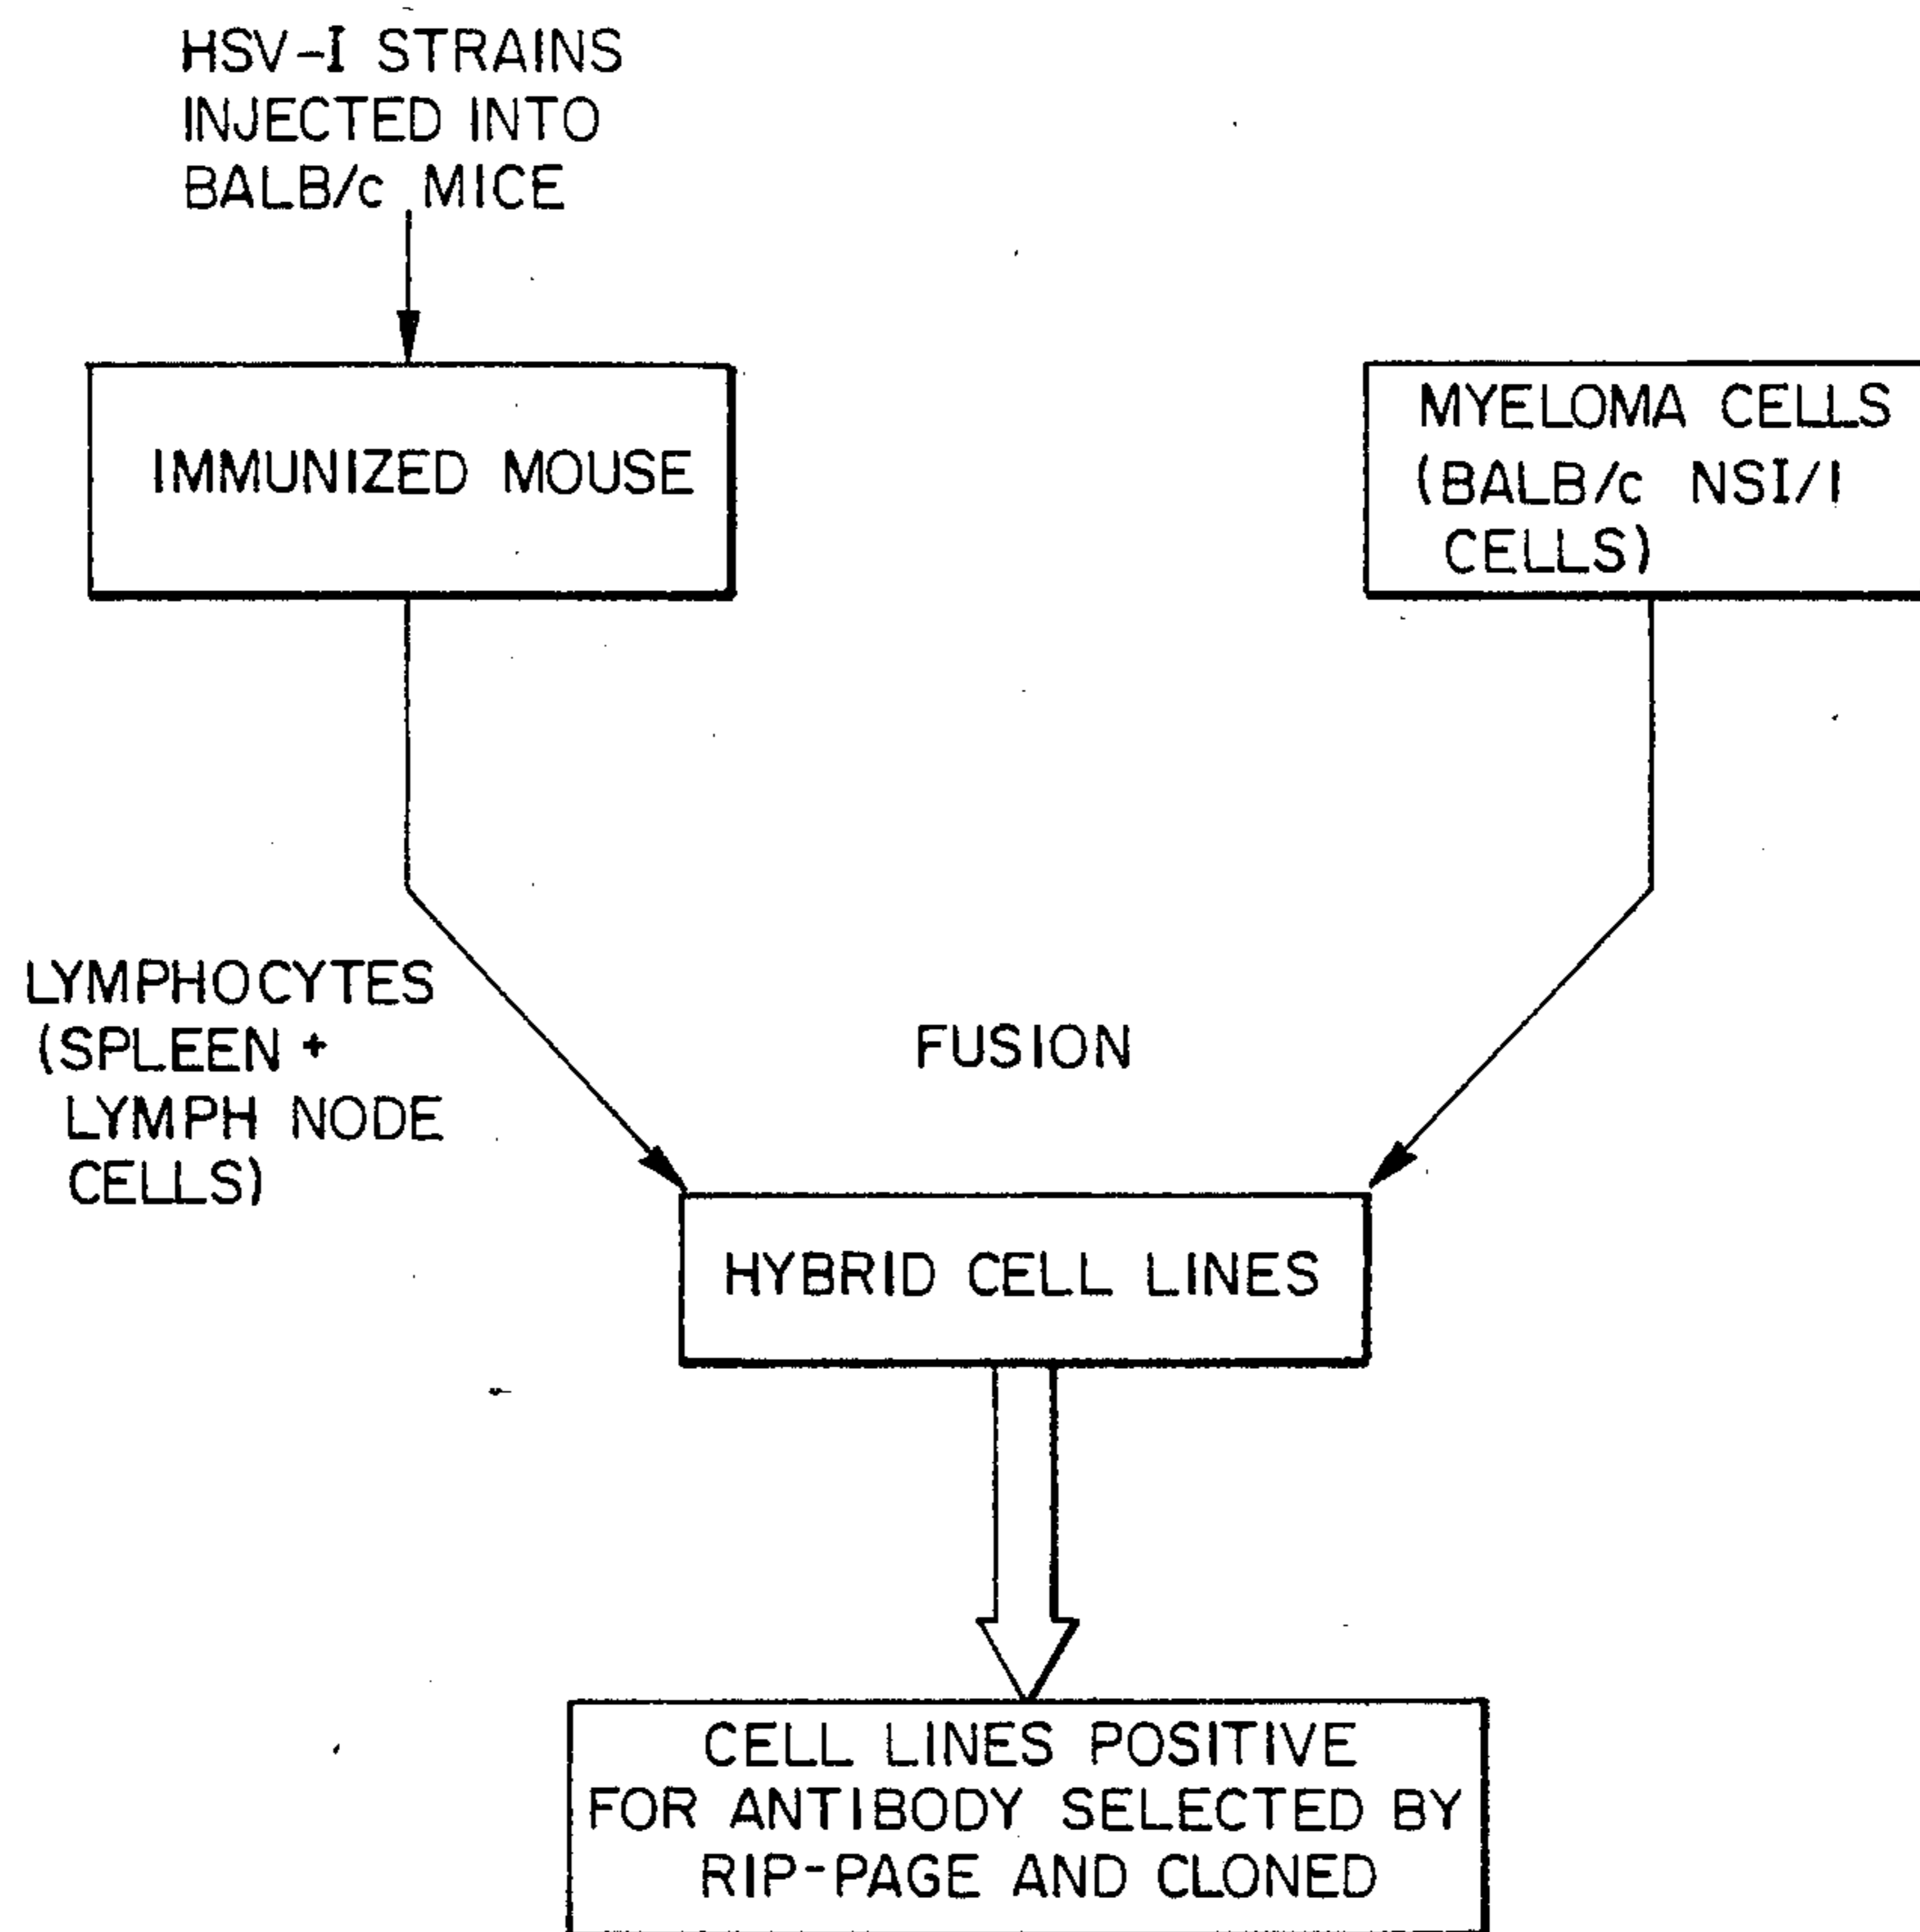 HSV-I STRAINS
INJECTED INTO
BALB/c MICE
IMMUNIZED MOUSE
MYELOMA CELLS
(BALB/c NSI/I
CELLS)
LYMPHOCYTES
(SPLEEN +
LYMPH NODE
CELLS)
FUSION
HYBRID CELL LINES
CELL LINES POSITIVE
FOR ANTIBODY SELECTED BY
RIP-PAGE AND CLONED